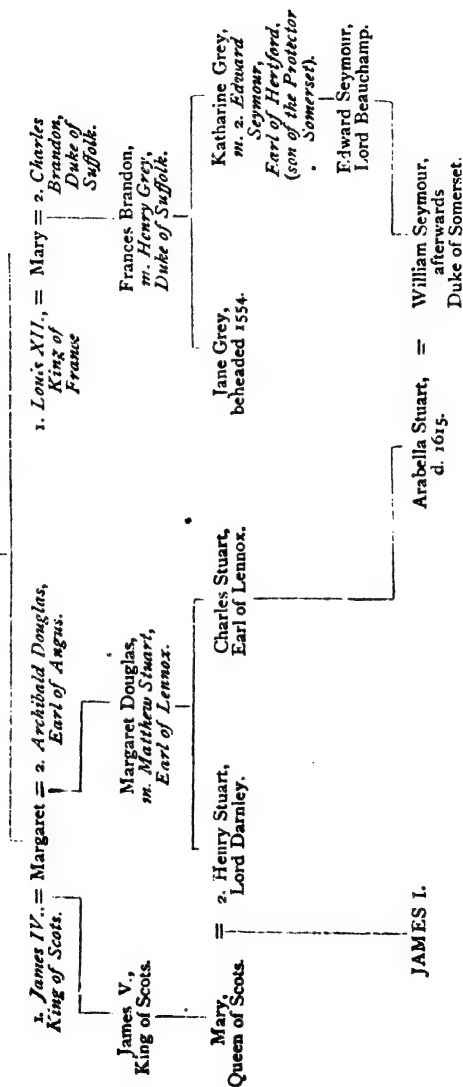 1. James IV., = Margaret = 2. Archibald Douglas,
King of Scots.
Earl of Angus.
1. Louis XII., = Mary = 2. Charles
King of
France
Brandon,
Duke of
Suffolk.
James V.,
King of Scots.
Margaret Douglas,
m. Matthew Stuart,
Earl of Lennox.
Frances Brandon,
m. Henry Grey,
Duke of Suffolk.
Mary,
Queen of Scots.
= 2. Henry Stuart,
Lord Darnley.
Charles Stuart,
Earl of Lennox.
Jane Grey,
beheaded 1554.
Katharine Grey,
m. 2. Edward
Seymour,
Earl of Hertford,
(son of the Protector
Somerset).
Edward Seymour,
Lord Beauchamp.
JAMES I.
Arabella Stuart,
d. 1615.
=
William Seymour,
afterwards
Duke of Somerset.